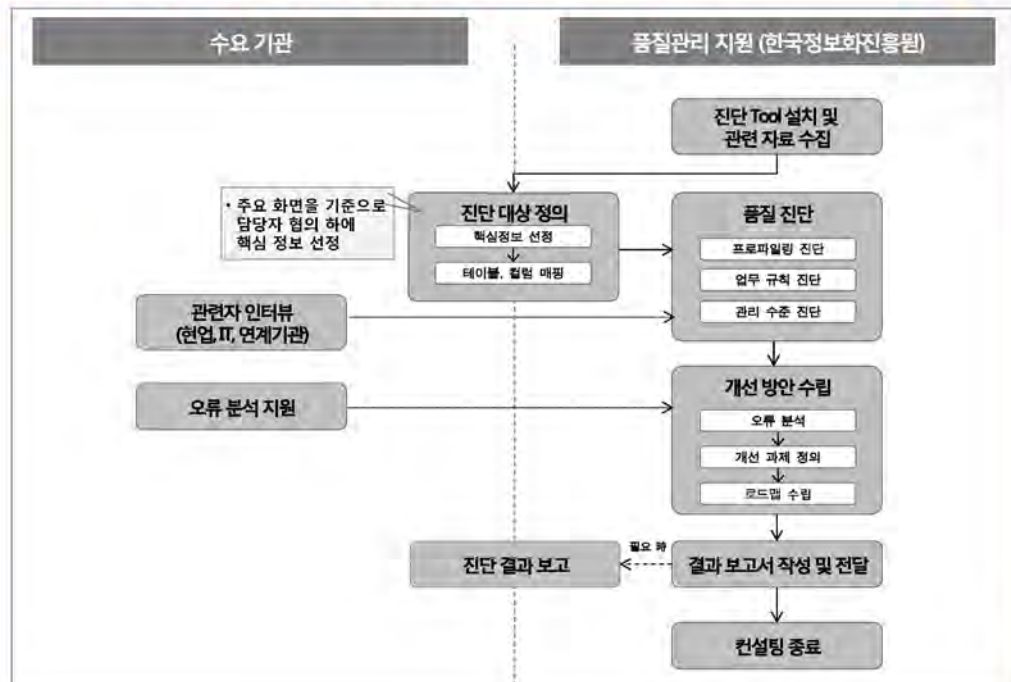 수요 기관
품질관리 지원 (한국정보화진흥원)
진단 Tool 설치 및
관련 자료 수집
• 주요 화면을 기준으로
담당자 협의 하에
핵심 정보 선정
진단 대상 정의
핵심정보 선정
테이블, 컬럼 매핑
품질 진단
프로파일링 진단
업무 규칙 진단
관리 수준 진단
관련자 인터뷰
(현업, IT, 연계기관)
오류 분석 지원
개선 방안 수립
오류 분석
개선 과제 정의
로드맵 수립
진단 결과 보고
필요 時
결과 보고서 작성 및 전달
컨설팅 종료